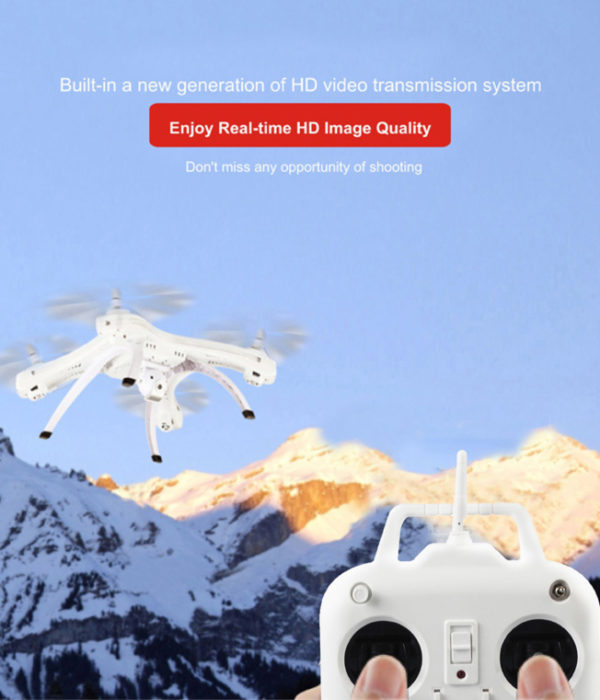 Built-in a new generation of HD video transmission system
Enjoy Real-time HD Image Quality
Don't miss any opportunity of shooting